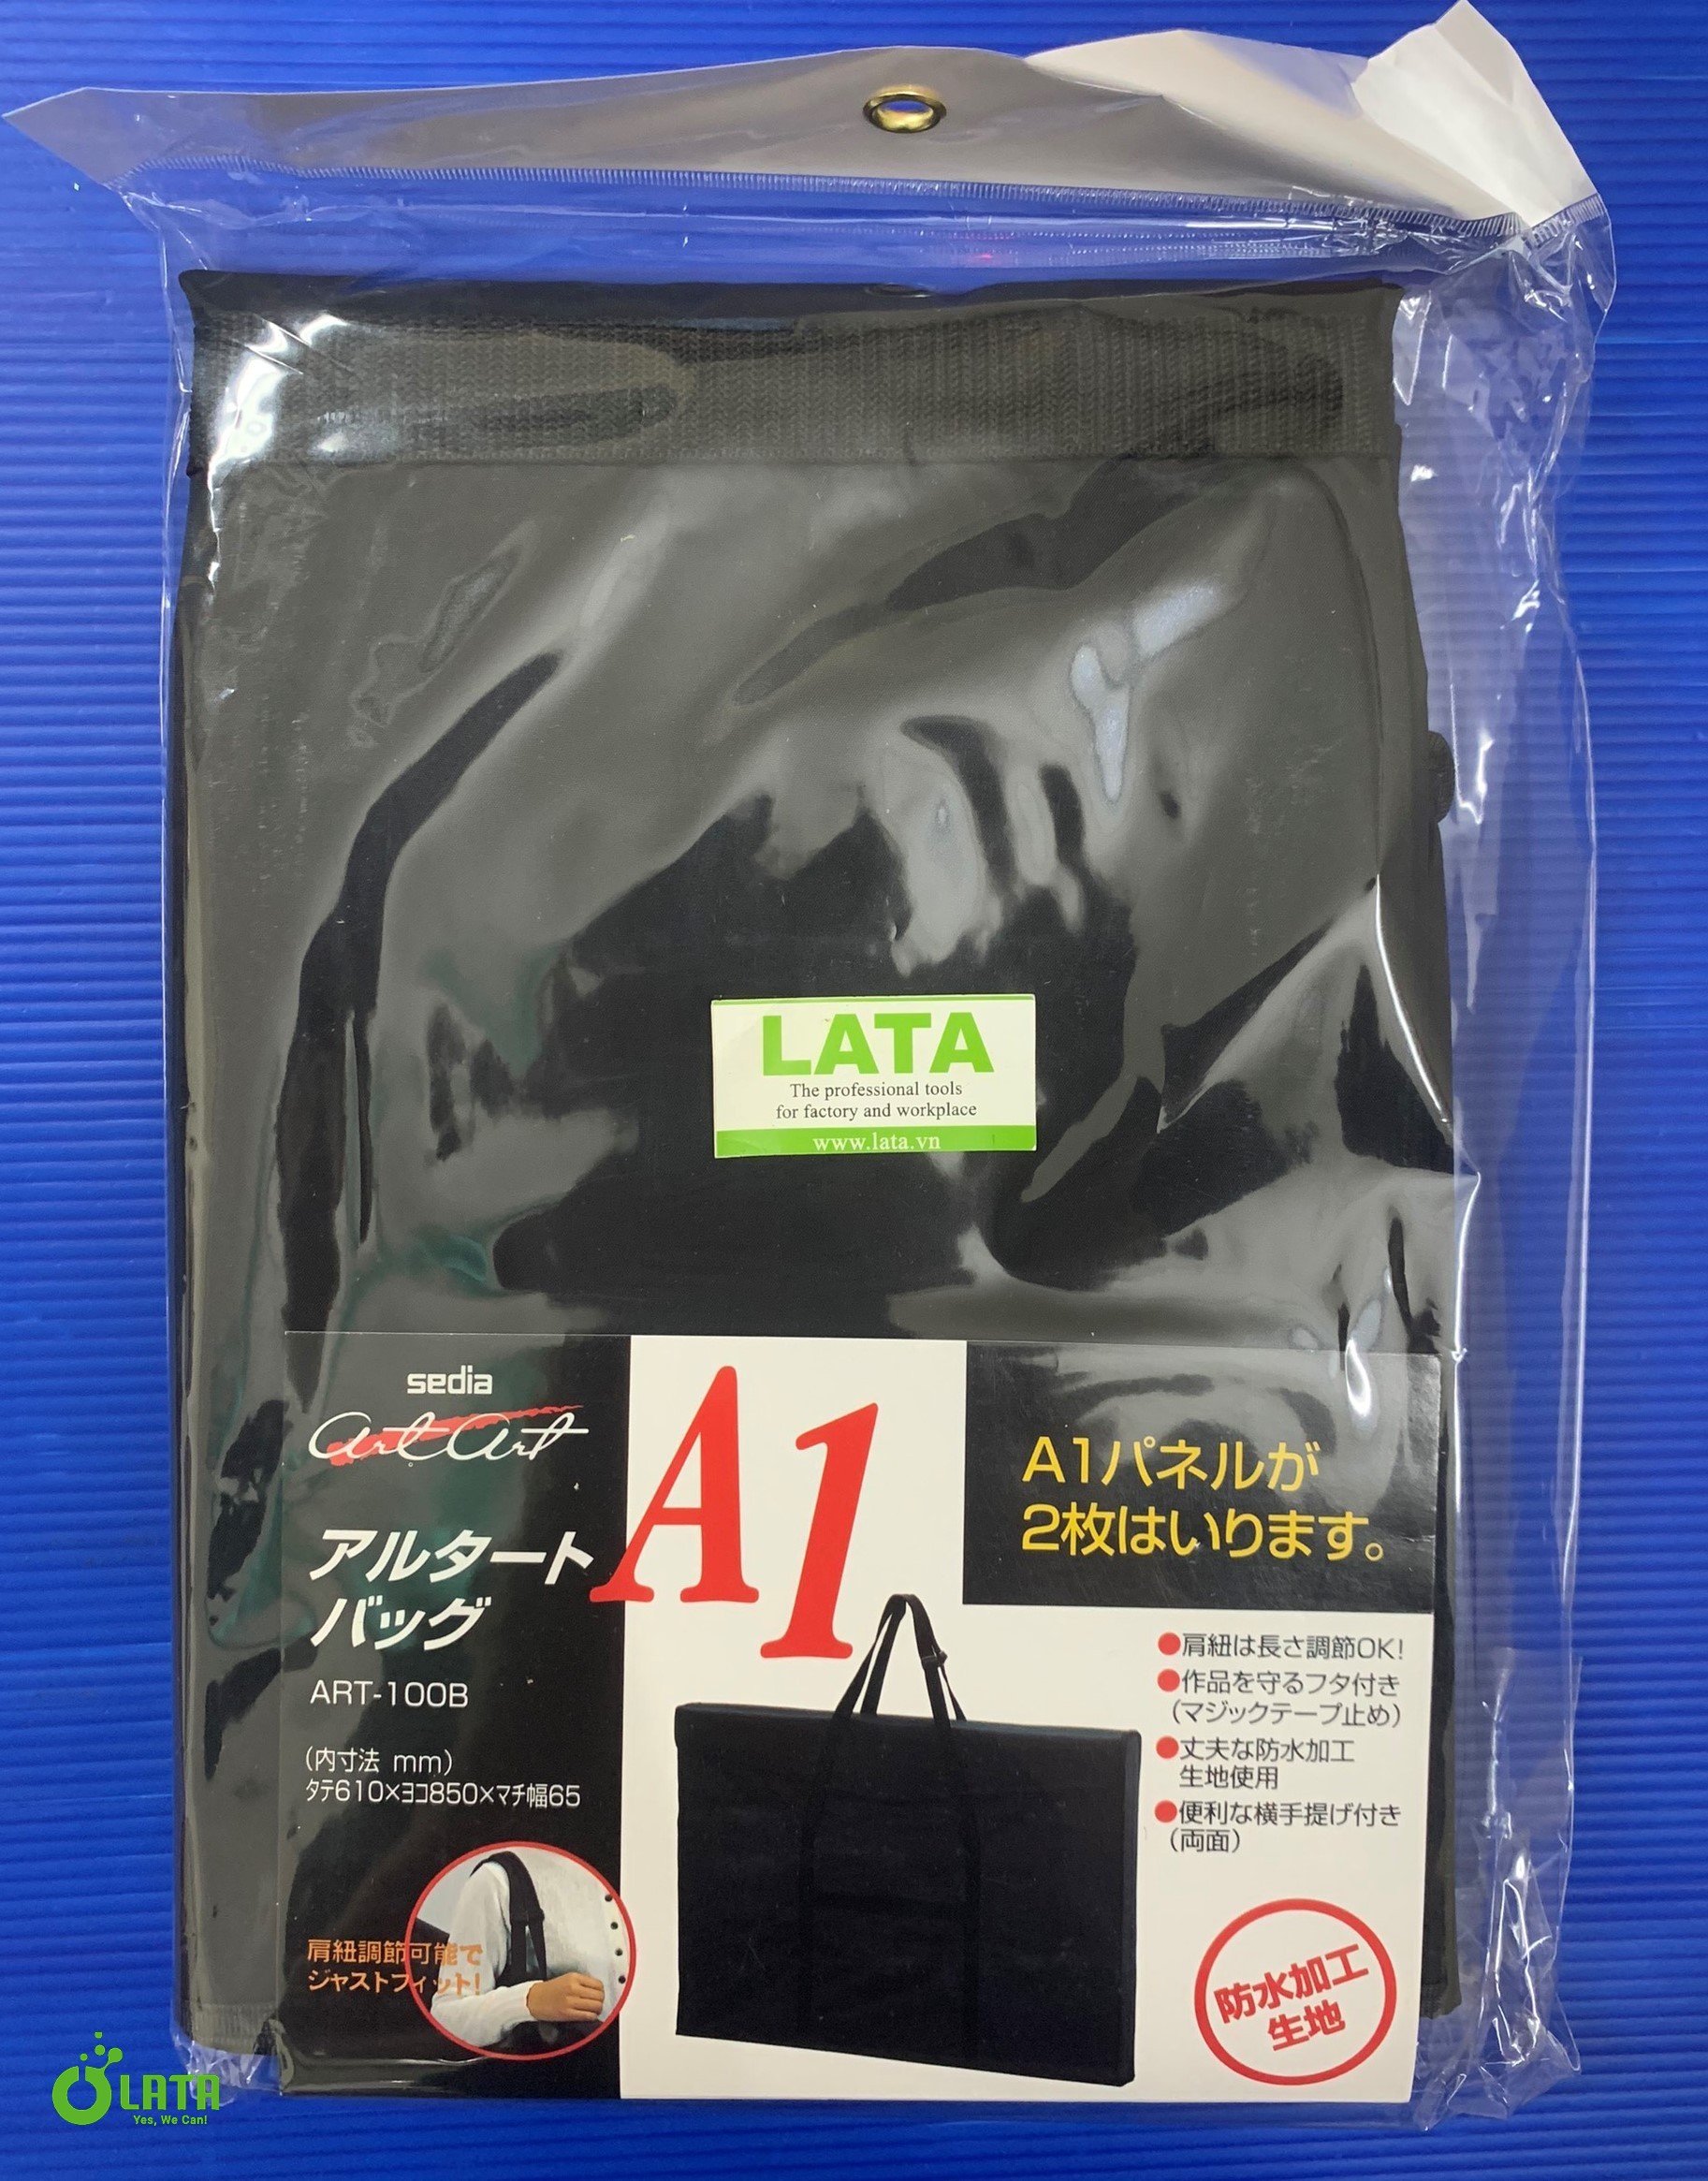 LATA
The professional tools
for factory and workplace
www.lata.vn
sedia
Art Art
アルタート
バッグ
ART-100B
(内寸法 mm)
タテ610×ヨコ850×マチ幅65
肩紐調節可能で
ジャストフィット!
A1
A1パネルが
2枚はいります。
●肩紐は長さ調節OK!
●作品を守るフタ付き
(マジックテープ止め)
●丈夫な防水加工
生地使用
●便利な横手提げ付き
(両面)
防水加工
生地
LATA
Yes, We Can!